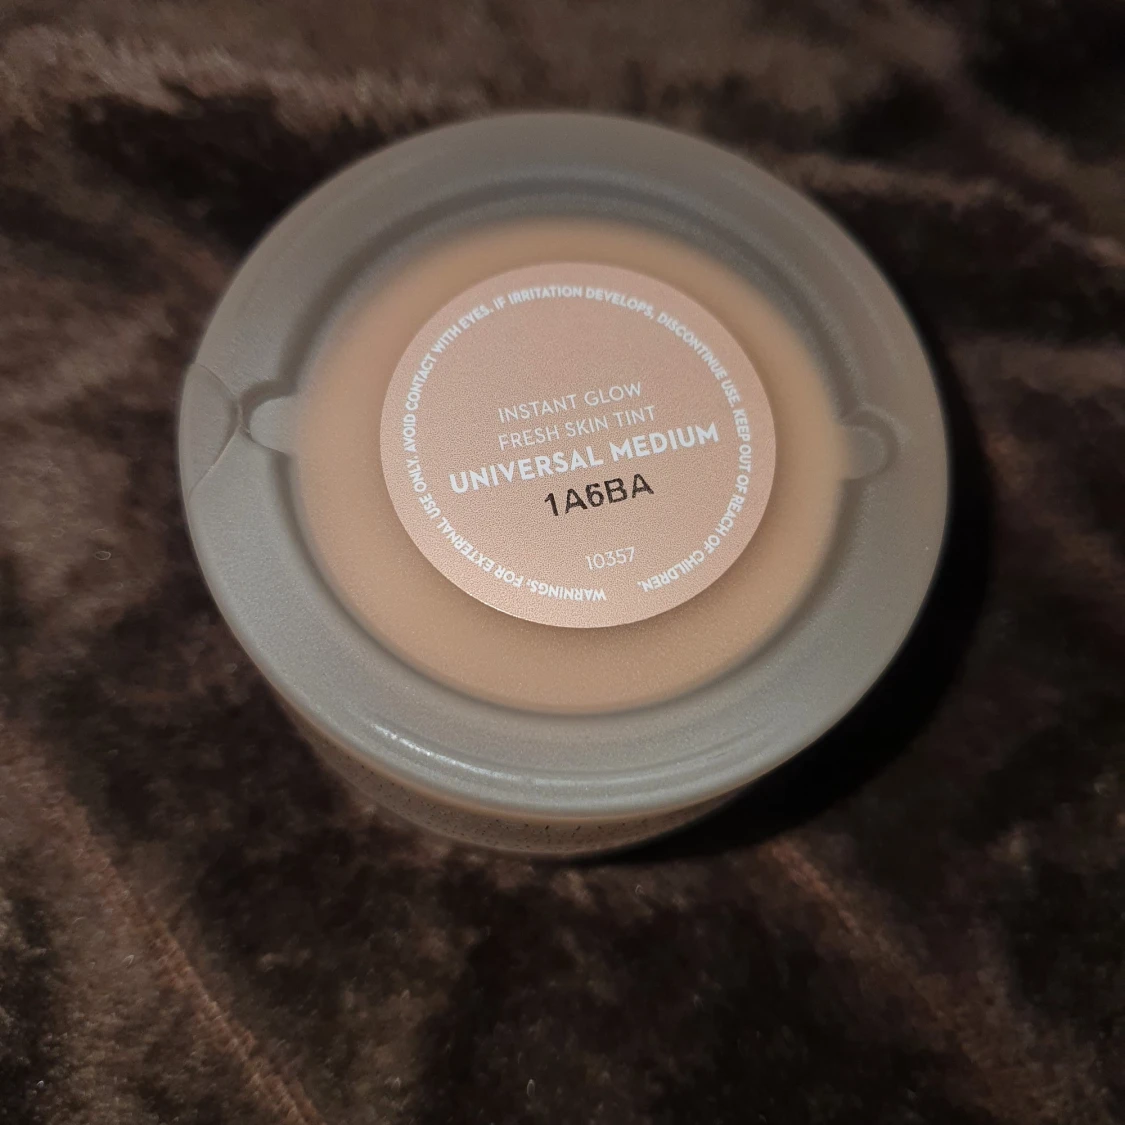 INSTANT GLOW
FRESH SKIN TINT
UNIVERSAL MEDIUM
1A6BA
10357
WARNINGS: FOR EXTERNAL USE ONLY. AVOID CONTACT WITH EYES. IF IRRITATION DEVELOPS, DISCONTINUE USE. KEEP OUT OF REACH OF CHILDREN.